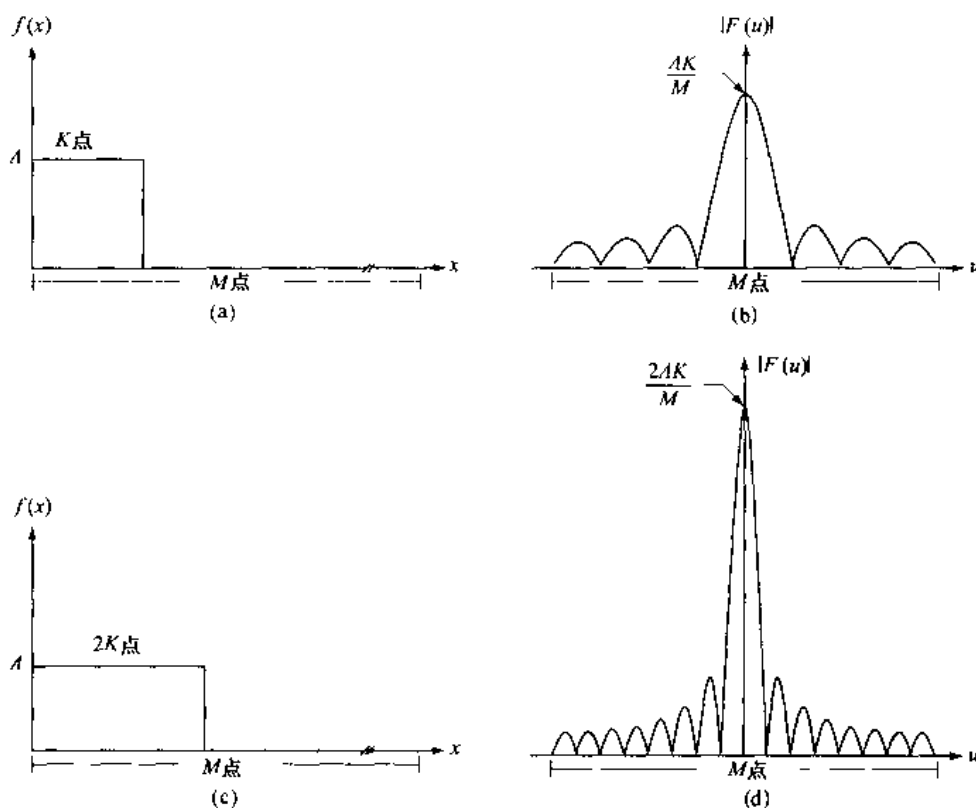 f(x)
A
K点
x
M点
(a)
|F(u)|
AK
M
u
M点
(b)
f(x)
A
2K点
x
M点
(c)
|F(u)|
2AK
M
u
M点
(d)